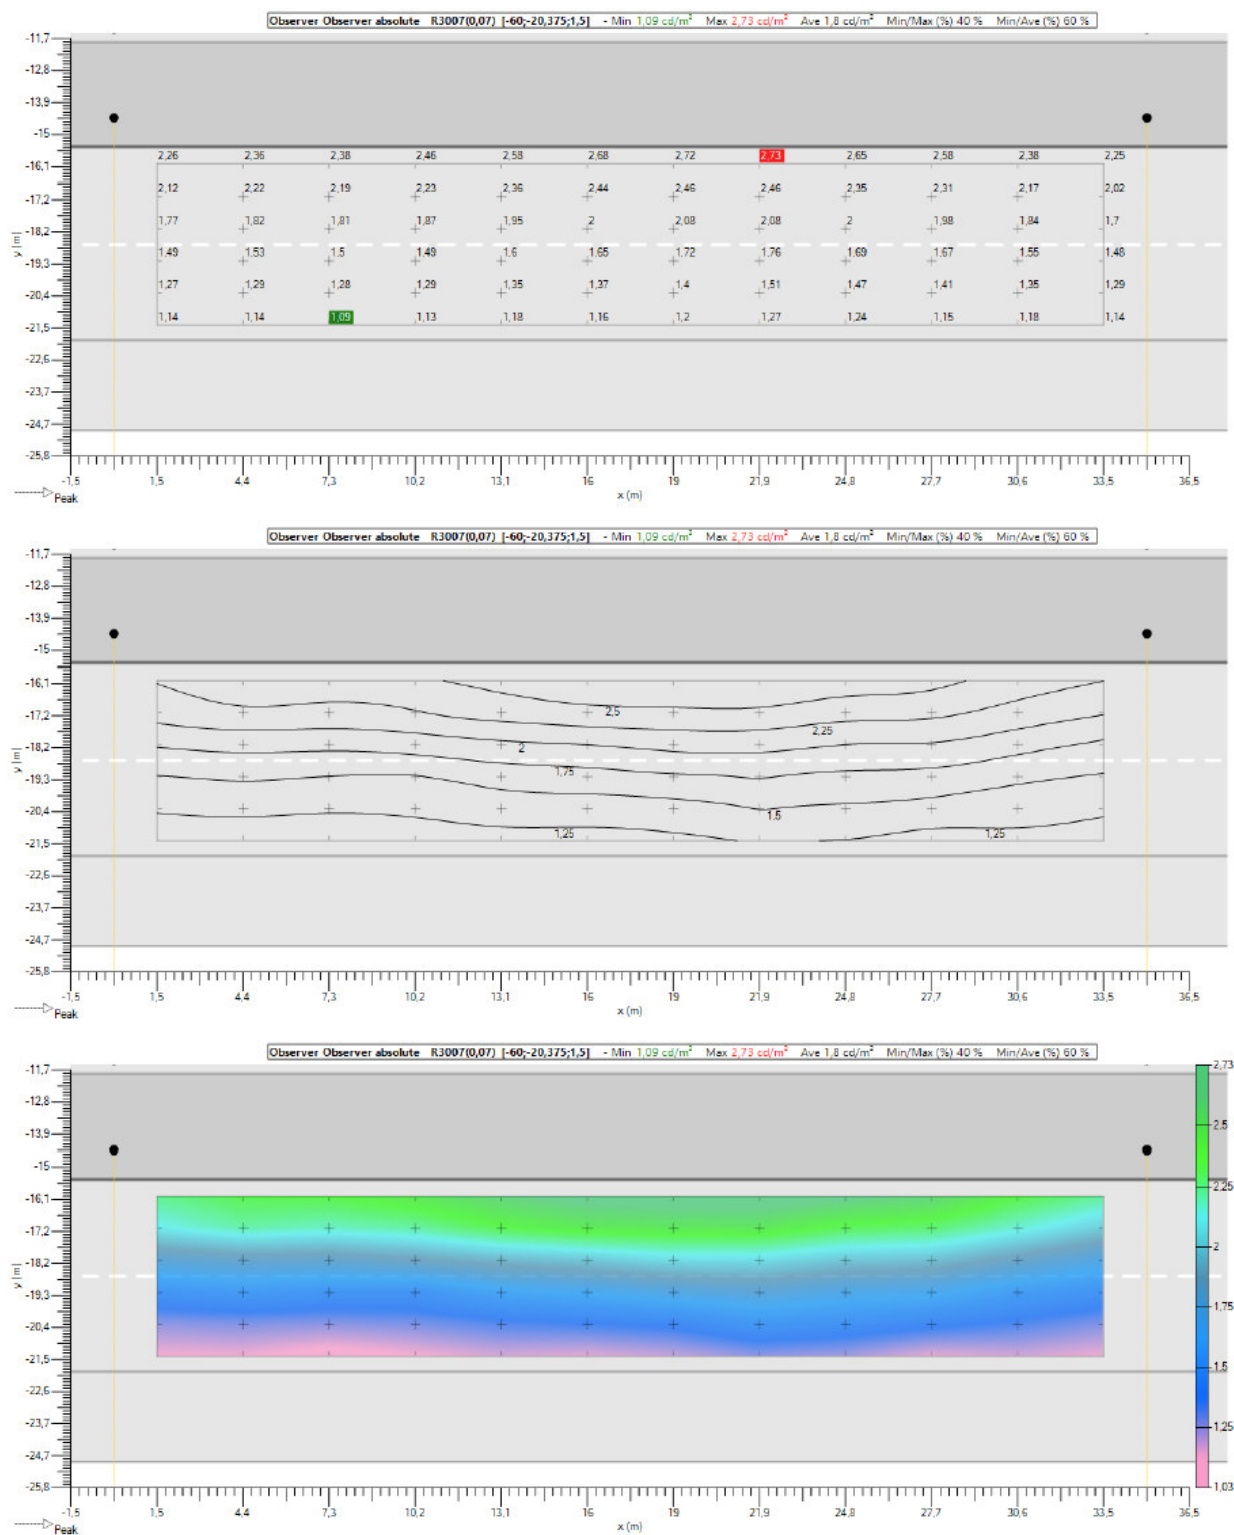 Observer Observer absolute R3007(0,07) [-60;-20,375;1,5] - Min 1,09 cd/m² Max 2,73 cd/m² Ave 1,8 cd/m² Min/Max (%) 40 % Min/Ave (%) 60 %
-11,7
-12,8
-13,9
-15
2,26 2,36 2,38 2,46 2,58 2,68 2,72 2,73 2,65 2,58 2,38 2,25
-16,1
2,12 2,22 2,19 2,23 2,36 2,44 2,46 2,46 2,35 2,31 2,17 2,02
-17,2
1,77 1,82 1,81 1,87 1,95 2 2,08 2,08 2 1,98 1,84 1,7
-18,2
y [m]
1,49 1,53 1,5 1,49 1,6 1,65 1,72 1,76 1,69 1,67 1,55 1,48
-19,3
1,27 1,29 1,28 1,29 1,35 1,37 1,4 1,51 1,47 1,41 1,35 1,29
-20,4
1,14 1,14 1,09 1,13 1,18 1,16 1,2 1,27 1,24 1,15 1,18 1,14
-21,5
-22,6
-23,7
-24,7
-25,8
-1,5 1,5 4,4 7,3 10,2 13,1 16 19 21,9 24,8 27,7 30,6 33,5 36,5
Peak
x (m)
Observer Observer absolute R3007(0,07) [-60;-20,375;1,5] - Min 1,09 cd/m² Max 2,73 cd/m² Ave 1,8 cd/m² Min/Max (%) 40 % Min/Ave (%) 60 %
-11,7
-12,8
-13,9
-15
-16,1
2,5
-17,2
2,25
2
-18,2
y [m]
1,75
-19,3
-20,4
1,5
1,25 1,25
-21,5
-22,6
-23,7
-24,7
-25,8
-1,5 1,5 4,4 7,3 10,2 13,1 16 19 21,9 24,8 27,7 30,6 33,5 36,5
Peak
x (m)
Observer Observer absolute R3007(0,07) [-60;-20,375;1,5] - Min 1,09 cd/m² Max 2,73 cd/m² Ave 1,8 cd/m² Min/Max (%) 40 % Min/Ave (%) 60 %
-11,7 2,73
-12,8
2,5
-13,9
-15
2,25
-16,1
-17,2
2
-18,2
y [m]
-19,3
1,75
-20,4
1,5
-21,5
-22,6
1,25
-23,7
-24,7
-25,8 1,03
-1,5 1,5 4,4 7,3 10,2 13,1 16 19 21,9 24,8 27,7 30,6 33,5 36,5
Peak
x (m)